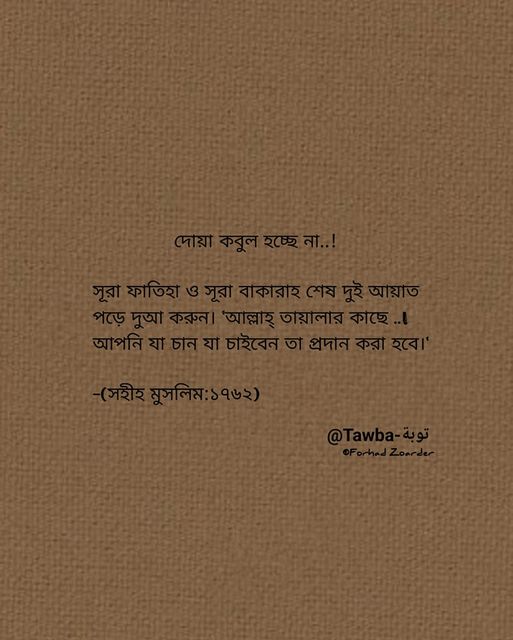 দোয়া কবুল হচ্ছে না..!
সূরা ফাতিহা ও সূরা বাকারাহ শেষ দুই আয়াত
পড়ে দুআ করুন। 'আল্লাহ্ তায়ালার কাছে ..!
আপনি যা চান যা চাইবেন তা প্রদান করা হবে।'
-(সহীহ মুসলিম:১৭৬২)
@Tawba-توبة
©Forhad Zoarder